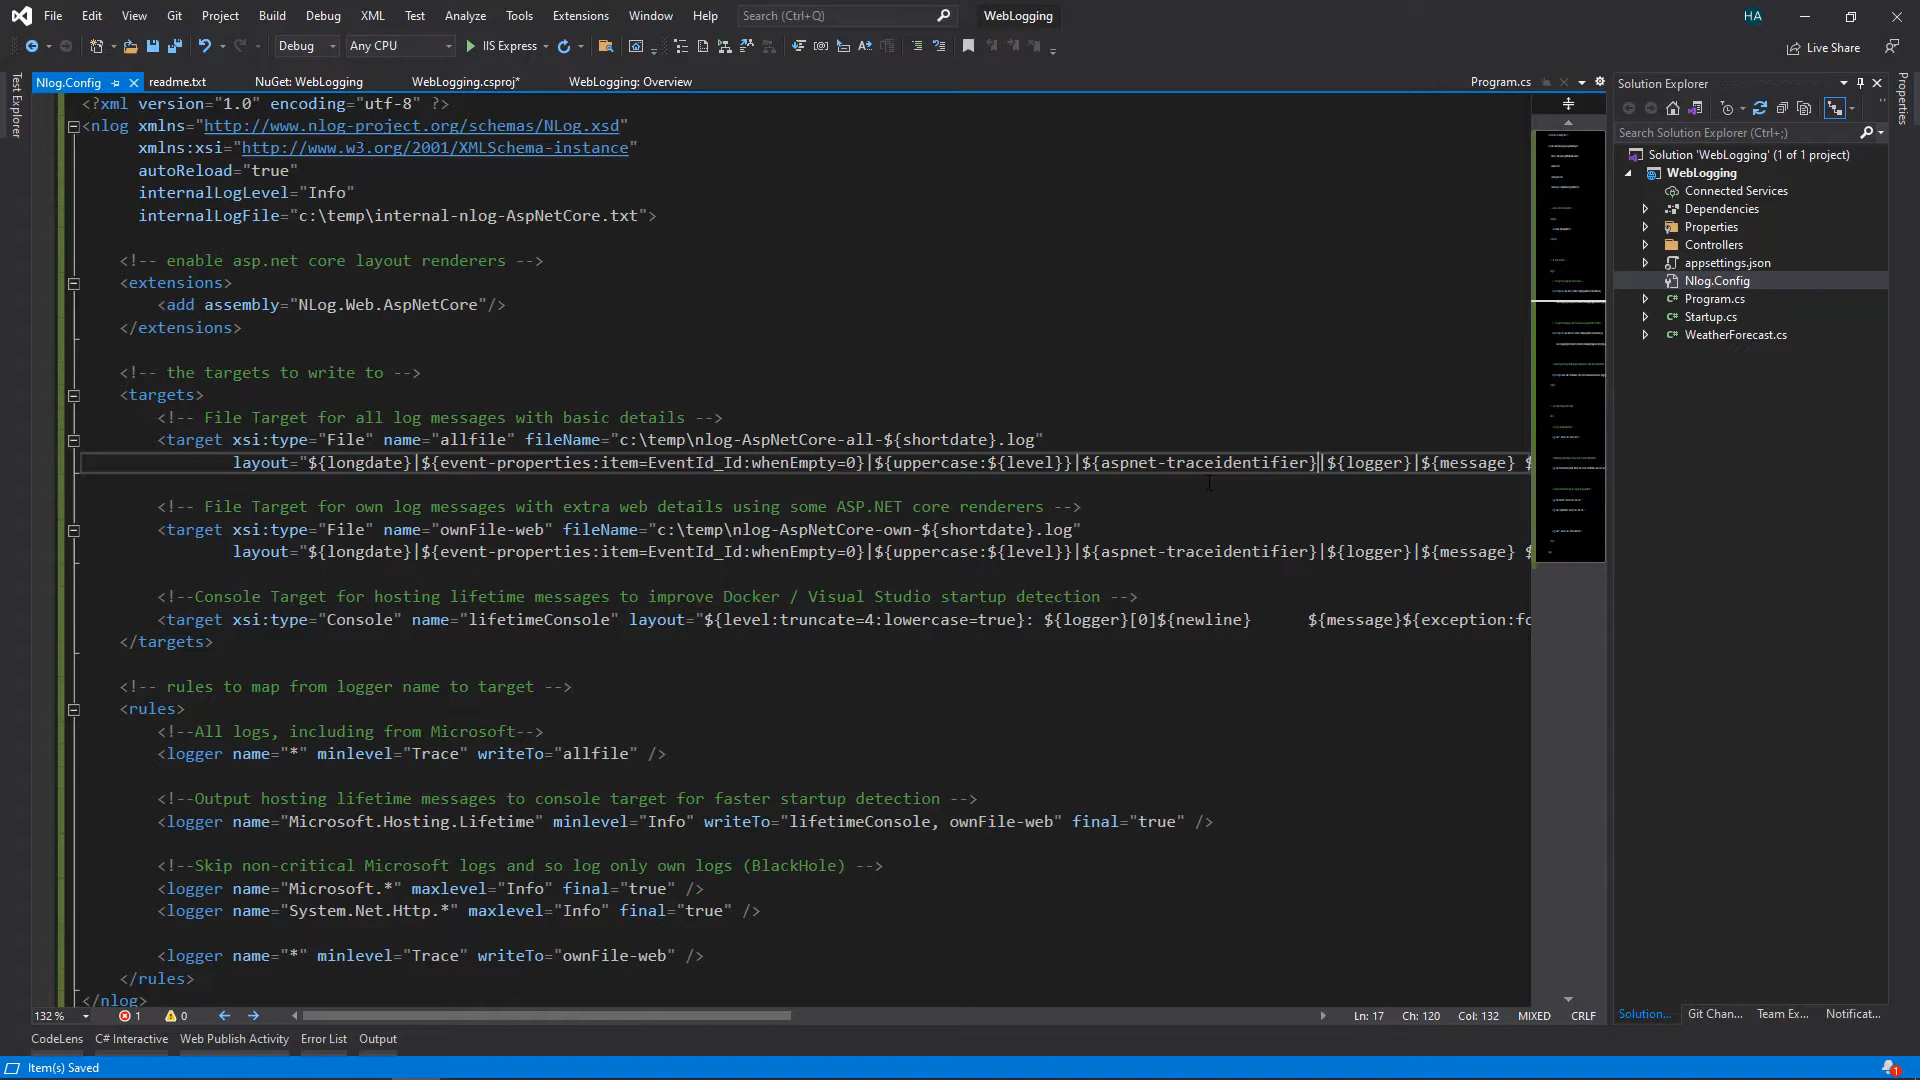 File Edit View Git Project Build Debug XML Test Analyze Tools Extensions Window Help Search (Ctrl+Q) WebLogging HA
Debug Any CPU IIS Express Live Share
Test Explorer
Nlog.Config readme.txt NuGet: WebLogging WebLogging.csproj* WebLogging: Overview Program.cs
<?xml version="1.0" encoding="utf-8" ?>
<nlog xmlns="http://www.nlog-project.org/schemas/NLog.xsd"
xmlns:xsi="http://www.w3.org/2001/XMLSchema-instance"
autoReload="true"
internalLogLevel="Info"
internalLogFile="c:\temp\internal-nlog-AspNetCore.txt">
<!-- enable asp.net core layout renderers -->
<extensions>
<add assembly="NLog.Web.AspNetCore"/>
</extensions>
<!-- the targets to write to -->
<targets>
<!-- File Target for all log messages with basic details -->
<target xsi:type="File" name="allfile" fileName="c:\temp\nlog-AspNetCore-all-${shortdate}.log"
layout="${longdate}|${event-properties:item=EventId_Id:whenEmpty=0}|${uppercase:${level}}|${aspnet-traceidentifier}|${logger}|${message} $
<!-- File Target for own log messages with extra web details using some ASP.NET core renderers -->
<target xsi:type="File" name="ownFile-web" fileName="c:\temp\nlog-AspNetCore-own-${shortdate}.log"
layout="${longdate}|${event-properties:item=EventId_Id:whenEmpty=0}|${uppercase:${level}}|${aspnet-traceidentifier}|${logger}|${message} $
<!--Console Target for hosting lifetime messages to improve Docker / Visual Studio startup detection -->
<target xsi:type="Console" name="lifetimeConsole" layout="${level:truncate=4:lowercase=true}: ${logger}[0]${newline} ${message}${exception:fo
</targets>
<!-- rules to map from logger name to target -->
<rules>
<!--All logs, including from Microsoft-->
<logger name="*" minlevel="Trace" writeTo="allfile" />
<!--Output hosting lifetime messages to console target for faster startup detection -->
<logger name="Microsoft.Hosting.Lifetime" minlevel="Info" writeTo="lifetimeConsole, ownFile-web" final="true" />
<!--Skip non-critical Microsoft logs and so log only own logs (BlackHole) -->
<logger name="Microsoft.*" maxlevel="Info" final="true" />
<logger name="System.Net.Http.*" maxlevel="Info" final="true" />
<logger name="*" minlevel="Trace" writeTo="ownFile-web" />
</rules>
</nlog>
132 % 1 0 Ln: 17 Ch: 120 Col: 132 MIXED CRLF
Solution Explorer
Search Solution Explorer (Ctrl+;)
Solution 'WebLogging' (1 of 1 project)
WebLogging
Connected Services
Dependencies
Properties
Controllers
appsettings.json
Nlog.Config
Program.cs
Startup.cs
WeatherForecast.cs
Solution... Git Chan... Team Ex... Notificat...
Properties
CodeLens C# Interactive Web Publish Activity Error List Output
Item(s) Saved 1